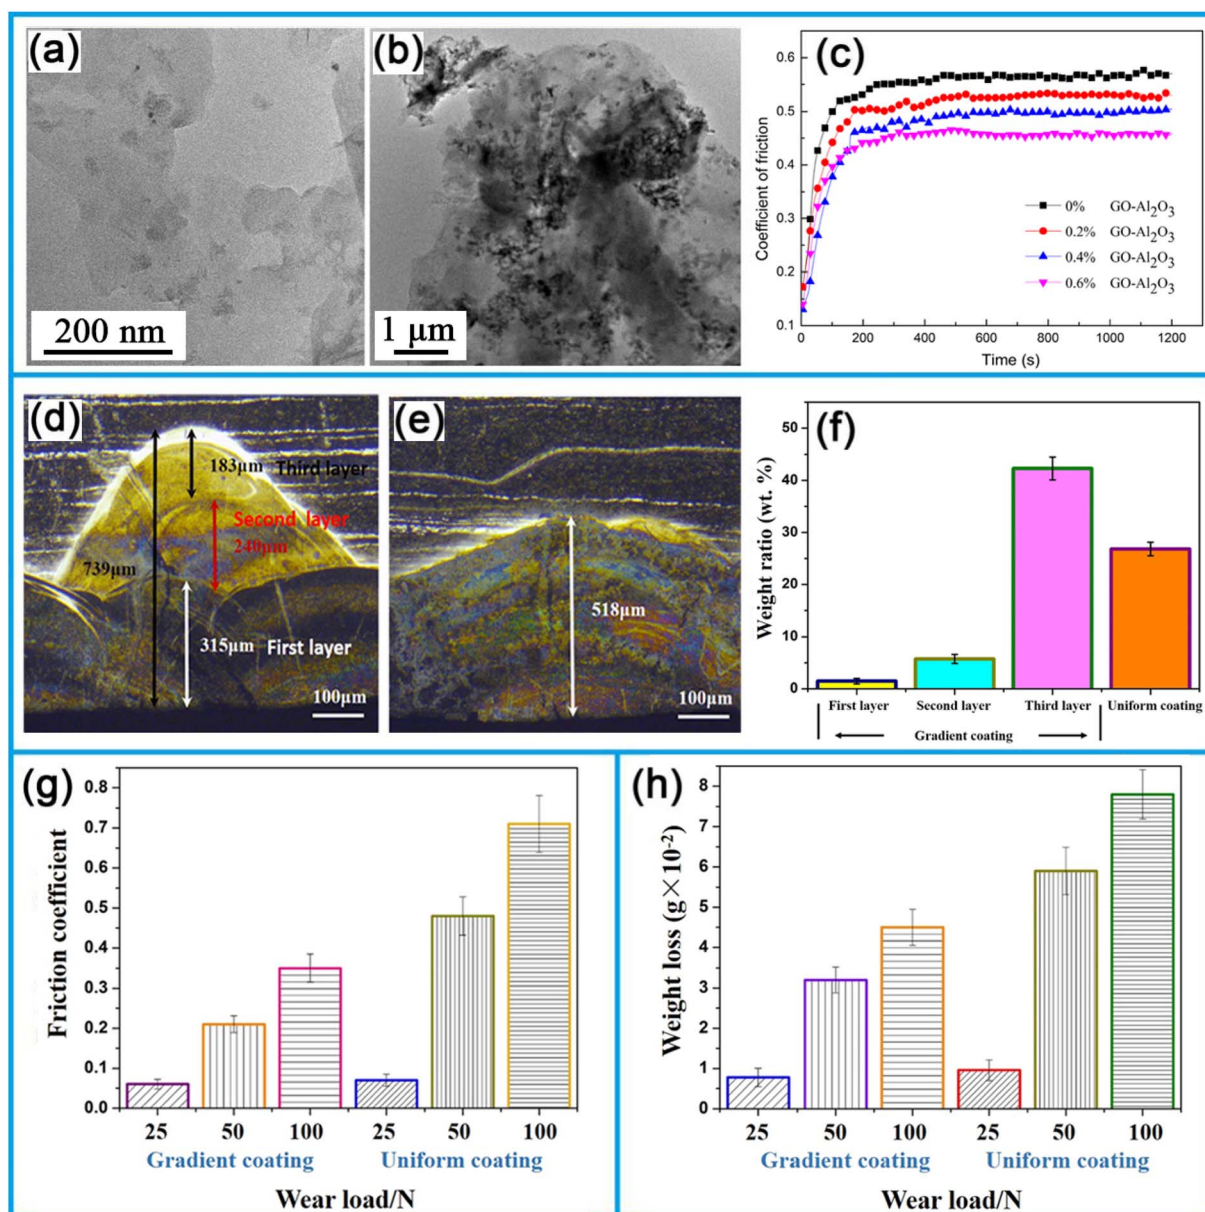 (a)
200 nm
(b)
1 μm
(c)
Coefficient of friction
0.6
0.5
0.4
0.3
0.2
0.1
0% GO-Al2O3
0.2% GO-Al2O3
0.4% GO-Al2O3
0.6% GO-Al2O3
0 200 400 600 800 1000 1200
Time (s)
(d)
183μm Third layer
Second layer
240μm
739μm
315μm First layer
100μm
(e)
518μm
100μm
(f)
Weight ratio (wt. %)
50
40
30
20
10
0
First layer Second layer Third layer Uniform coating
Gradient coating
(g)
Friction coefficient
0.8
0.7
0.6
0.5
0.4
0.3
0.2
0.1
0.0
25 50 100 25 50 100
Gradient coating Uniform coating
Wear load/N
(h)
Weight loss (g×10-2)
8
7
6
5
4
3
2
1
0
25 50 100 25 50 100
Gradient coating Uniform coating
Wear load/N